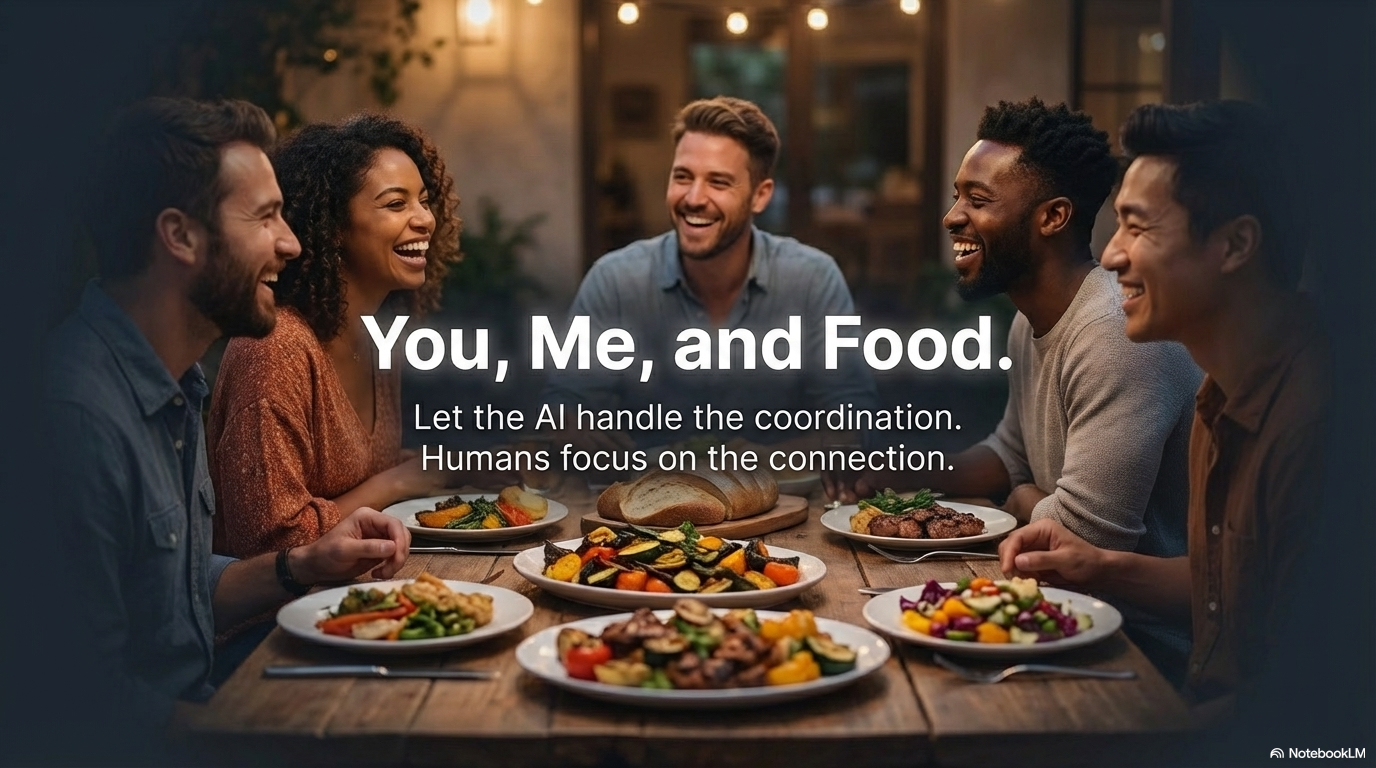 You, Me, and Food.
Let the AI handle the coordination.
Humans focus on the connection.
NotebookLM